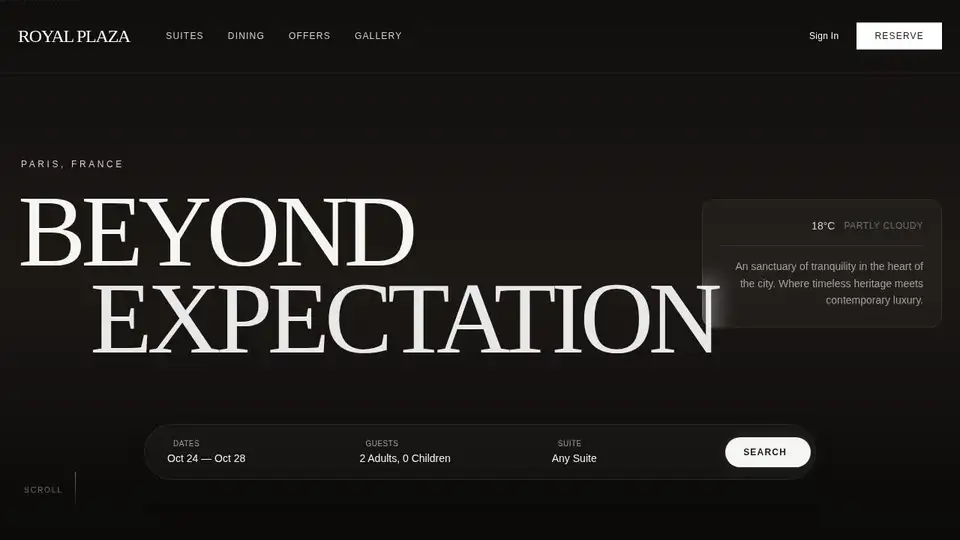 ROYAL PLAZA
SUITES
DINING
OFFERS
GALLERY
Sign In
RESERVE
PARIS, FRANCE
BEYOND
EXPECTATION
18°C PARTLY CLOUDY
An sanctuary of tranquility in the heart of
the city. Where timeless heritage meets
contemporary luxury.
DATES
Oct 24 — Oct 28
GUESTS
2 Adults, 0 Children
SUITE
Any Suite
SEARCH
SCROLL